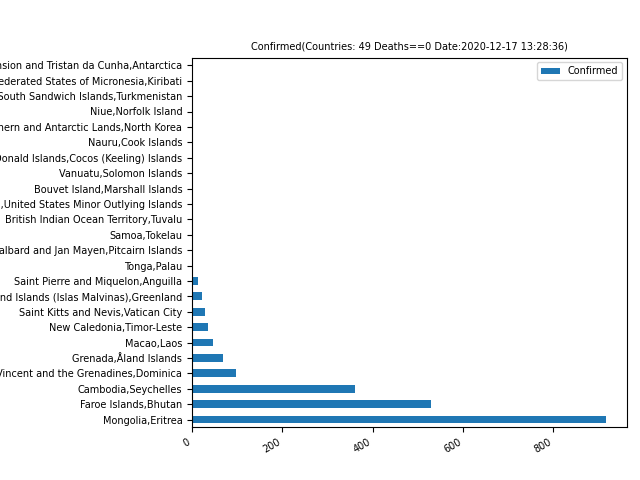 Confirmed(Countries: 49 Deaths==0 Date:2020-12-17 13:28:36)
Confirmed
nsion and Tristan da Cunha,Antarctica
ederated States of Micronesia,Kiribati
South Sandwich Islands,Turkmenistan
Niue,Norfolk Island
hern and Antarctic Lands,North Korea
Nauru,Cook Islands
Donald Islands,Cocos (Keeling) Islands
Vanuatu,Solomon Islands
Bouvet Island,Marshall Islands
,United States Minor Outlying Islands
British Indian Ocean Territory,Tuvalu
Samoa,Tokelau
albard and Jan Mayen,Pitcairn Islands
Tonga,Palau
Saint Pierre and Miquelon,Anguilla
nd Islands (Islas Malvinas),Greenland
Saint Kitts and Nevis,Vatican City
New Caledonia,Timor-Leste
Macao,Laos
Grenada,Åland Islands
Vincent and the Grenadines,Dominica
Cambodia,Seychelles
Faroe Islands,Bhutan
Mongolia,Eritrea
0 200 400 600 800